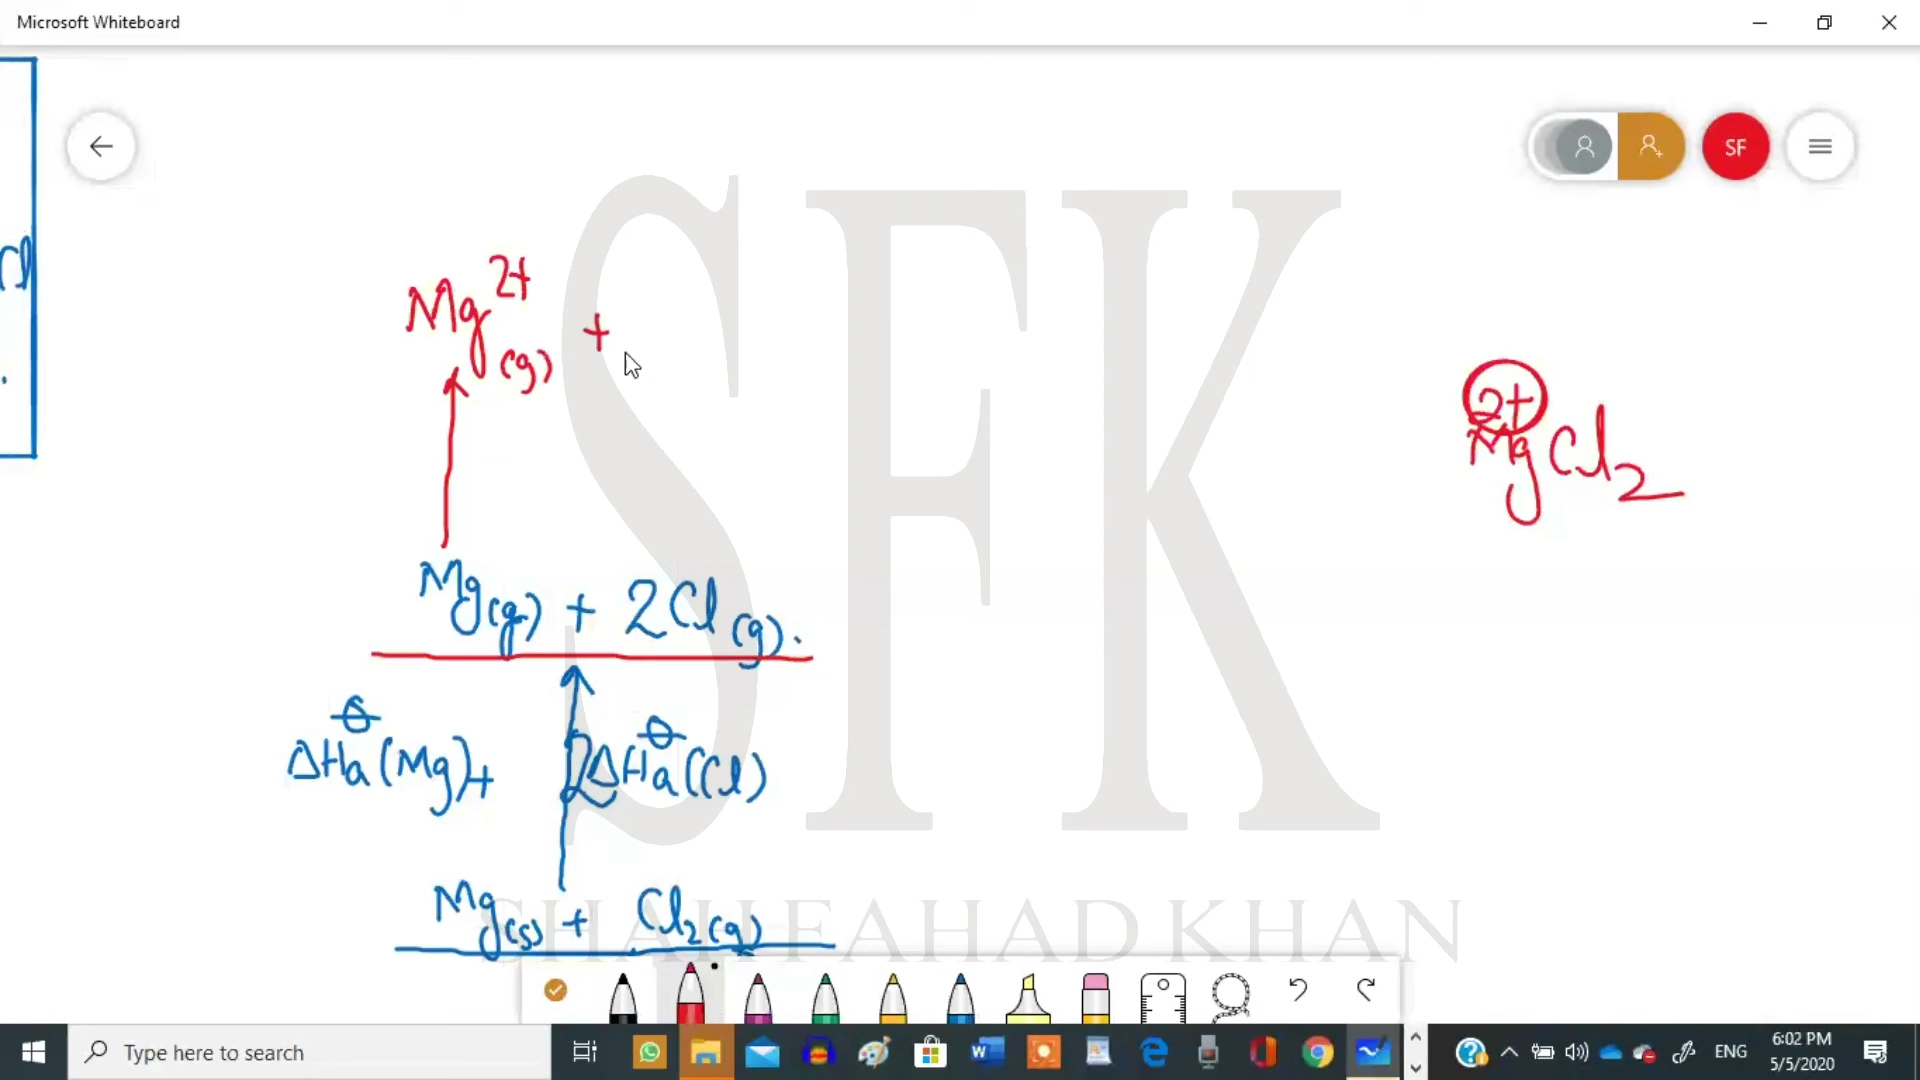 Microsoft Whiteboard
SF
Cl
SFK
Mg²⁺(g) +
²⁺MgCl₂
Mg(g) + 2Cl(g).
ΔHa⦵(Mg)+ 2ΔHa⦵(Cl)
Mg(s) + Cl₂(g)
SHAH FAHAD KHAN
Type here to search
ENG
6:02 PM
5/5/2020